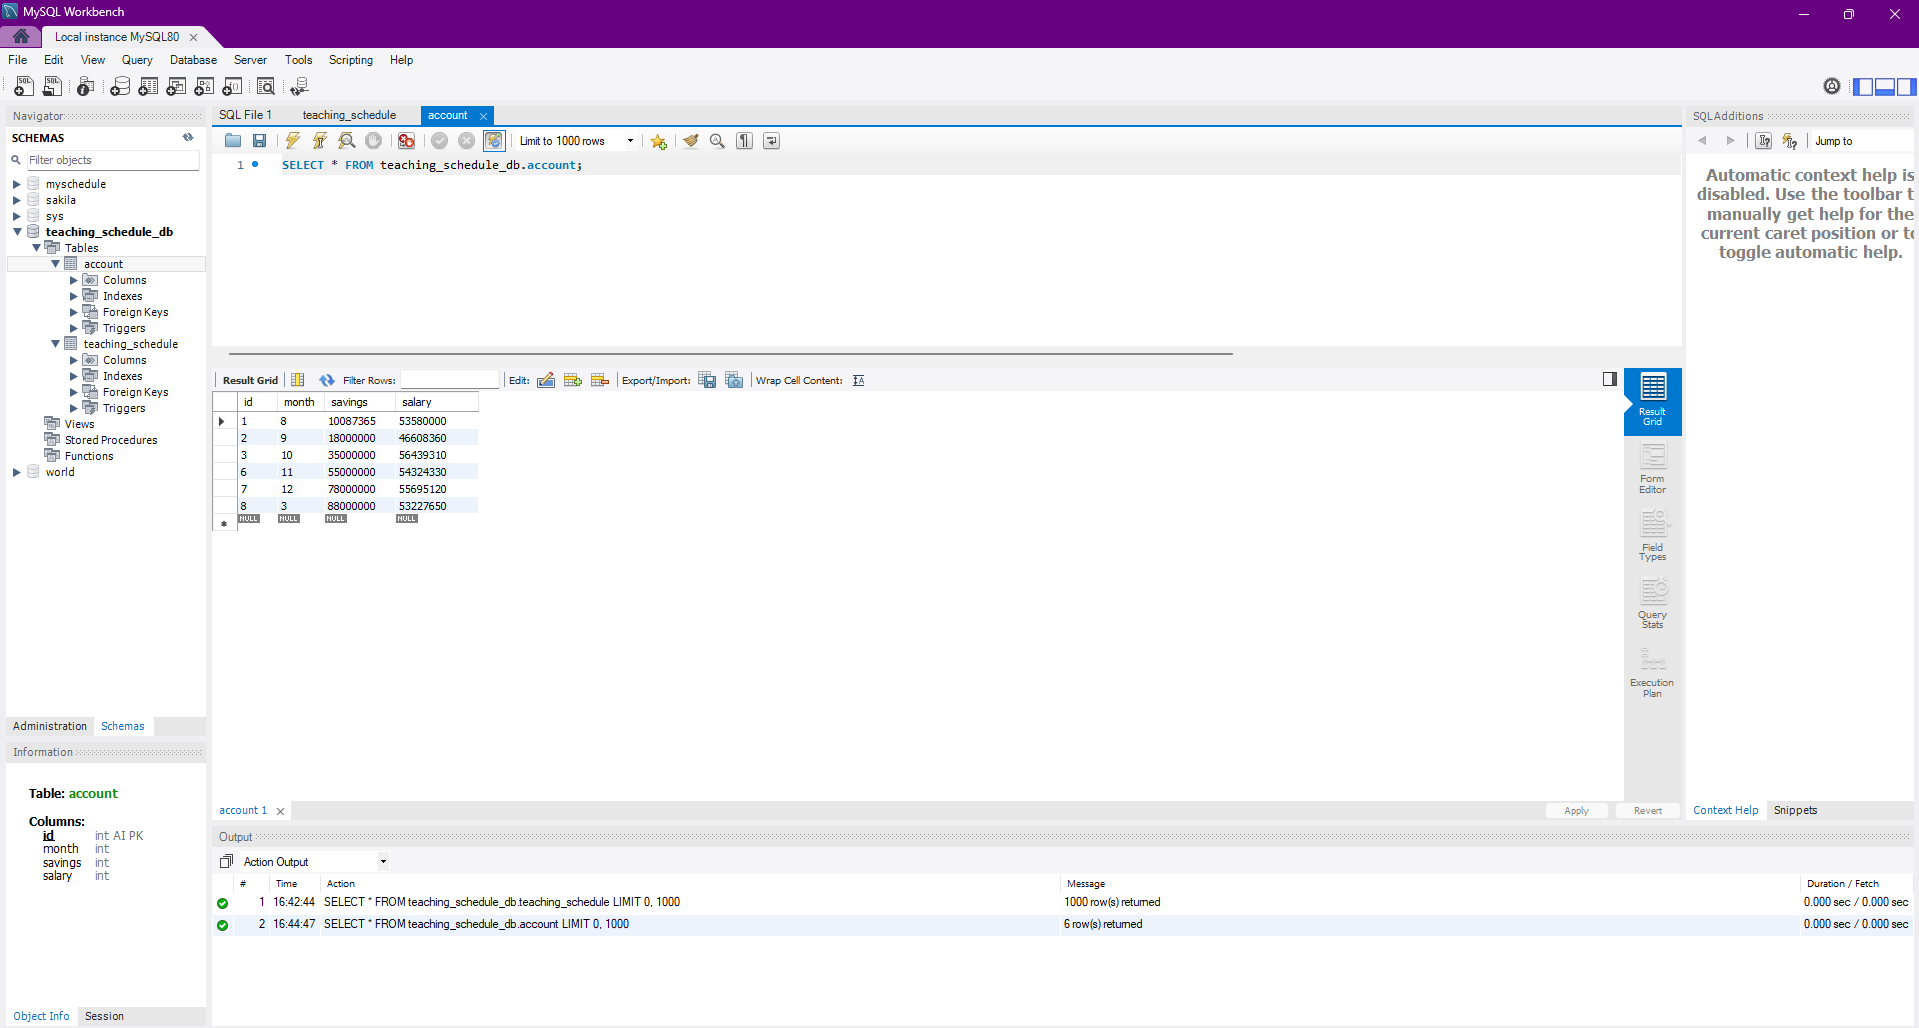 MySQL Workbench
Local instance MySQL80
File Edit View Query Database Server Tools Scripting Help
Navigator
SCHEMAS
Filter objects
myschedule
sakila
sys
teaching_schedule_db
Tables
account
Columns
Indexes
Foreign Keys
Triggers
teaching_schedule
Columns
Indexes
Foreign Keys
Triggers
Views
Stored Procedures
Functions
world
Administration Schemas
Information
Table: account
Columns:
id int AI PK
month int
savings int
salary int
Object Info Session
SQL File 1 teaching_schedule account
Limit to 1000 rows
1 SELECT * FROM teaching_schedule_db.account;
Result Grid Filter Rows: Edit: Export/Import: Wrap Cell Content:
id month savings salary
1 8 10087365 53580000
2 9 18000000 46608360
3 10 35000000 56439310
6 11 55000000 54324330
7 12 78000000 55695120
8 3 88000000 53227650
NULL NULL NULL NULL
Result
Grid
Form
Editor
Field
Types
Query
Stats
Execution
Plan
account 1 Apply Revert
Output
Action Output
# Time Action Message Duration / Fetch
1 16:42:44 SELECT * FROM teaching_schedule_db.teaching_schedule LIMIT 0, 1000 1000 row(s) returned 0.000 sec / 0.000 sec
2 16:44:47 SELECT * FROM teaching_schedule_db.account LIMIT 0, 1000 6 row(s) returned 0.000 sec / 0.000 sec
SQLAdditions
Jump to
Automatic context help is
disabled. Use the toolbar t
manually get help for the
current caret position or to
toggle automatic help.
Context Help Snippets